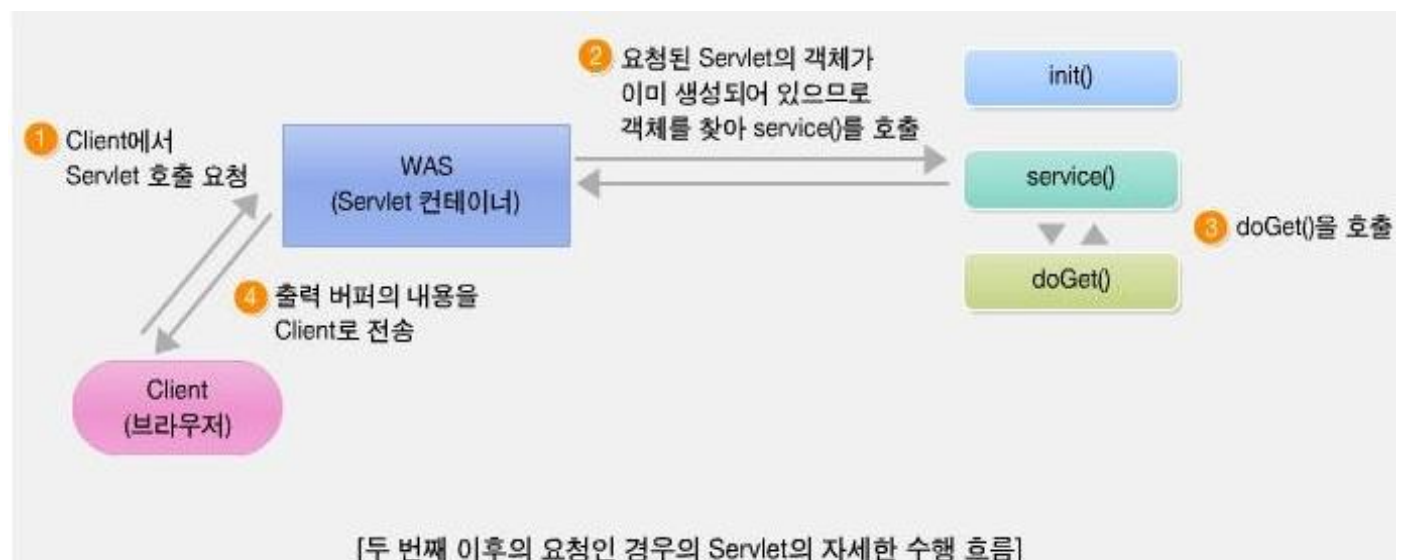 1 Client에서
Servlet 호출 요청
WAS
(Servlet 컨테이너)
2 요청된 Servlet의 객체가
이미 생성되어 있으므로
객체를 찾아 service()를 호출
init()
service()
3 doGet()을 호출
doGet()
4 출력 버퍼의 내용을
Client로 전송
Client
(브라우저)
[두 번째 이후의 요청인 경우의 Servlet의 자세한 수행 흐름]